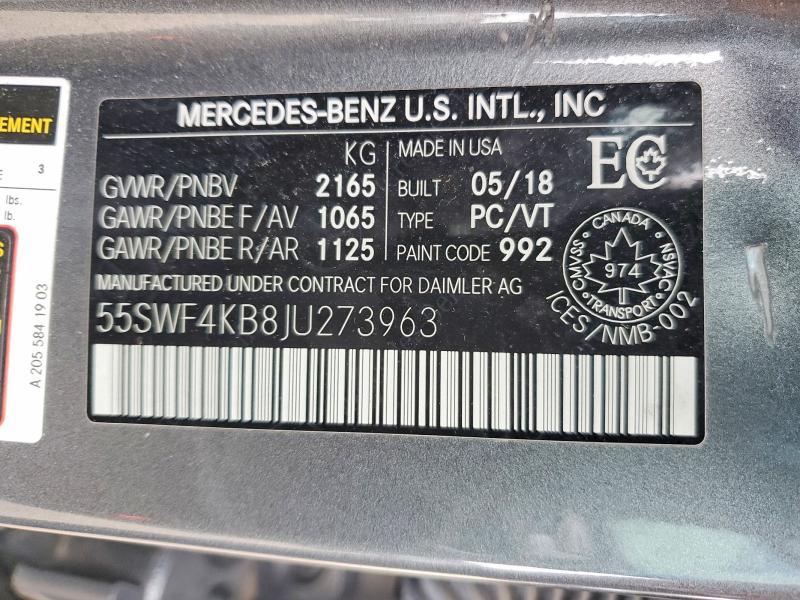 EMENT
E 3
lbs.
lb.
A 205 584 19 03
MERCEDES-BENZ U.S. INTL., INC
KG
GVWR/PNBV 2165
GAWR/PNBE F/AV 1065
GAWR/PNBE R/AR 1125
MADE IN USA
BUILT 05/18
TYPE PC/VT
PAINT CODE 992
EC
CANADA
CMVSS 974 NSVAC
TRANSPORT
ICES/NMB-002
MANUFACTURED UNDER CONTRACT FOR DAIMLER AG
55SWF4KB8JU273963